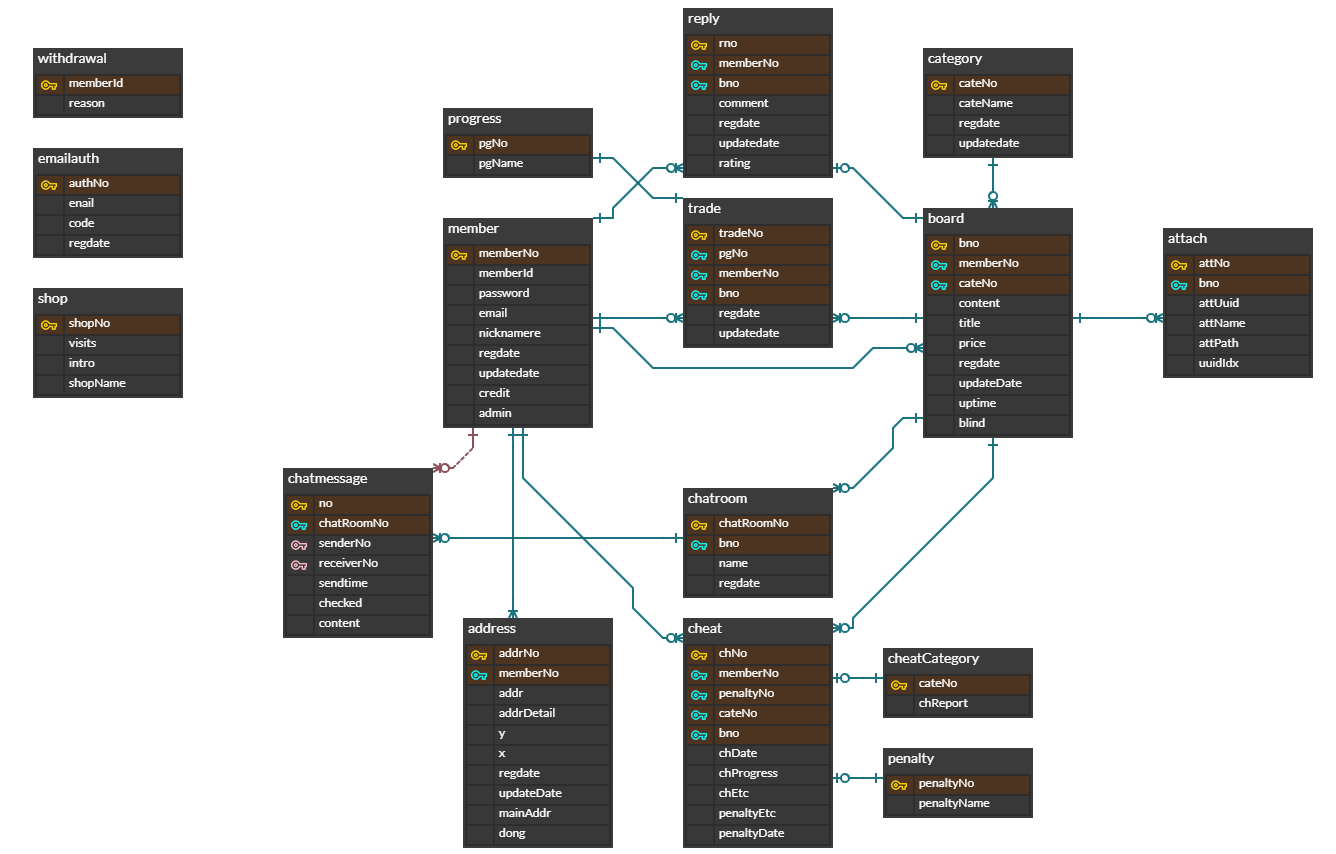 withdrawal
memberId
reason
emailauth
authNo
enail
code
regdate
shop
shopNo
visits
intro
shopName
progress
pgNo
pgName
member
memberNo
memberId
password
email
nicknamere
regdate
updatedate
credit
admin
chatmessage
no
chatRoomNo
senderNo
receiverNo
sendtime
checked
content
address
addrNo
memberNo
addr
addrDetail
y
x
regdate
updateDate
mainAddr
dong
reply
rno
memberNo
bno
comment
regdate
updatedate
rating
trade
tradeNo
pgNo
memberNo
bno
regdate
updatedate
chatroom
chatRoomNo
bno
name
regdate
cheat
chNo
memberNo
penaltyNo
cateNo
bno
chDate
chProgress
chEtc
penaltyEtc
penaltyDate
category
cateNo
cateName
regdate
updatedate
board
bno
memberNo
cateNo
content
title
price
regdate
updateDate
uptime
blind
cheatCategory
cateNo
chReport
penalty
penaltyNo
penaltyName
attach
attNo
bno
attUuid
attName
attPath
uuidIdx